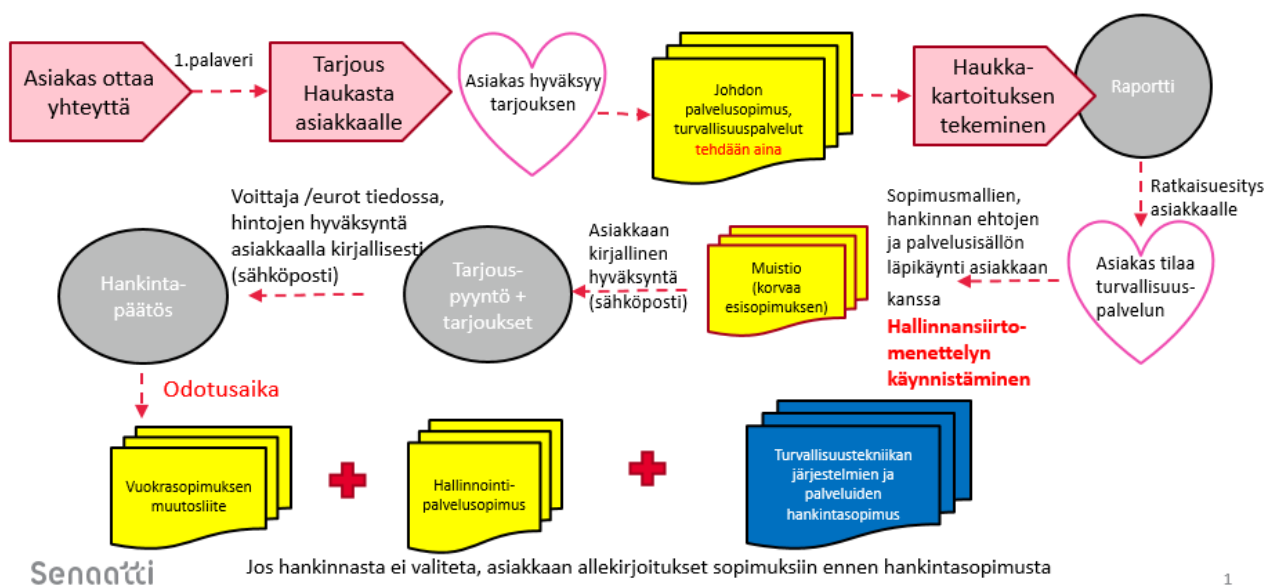 Asiakas ottaa
yhteyttä
1.palaveri
Tarjous
Haukasta
asiakkaalle
Asiakas hyväksyy
tarjouksen
Johdon
palvelusopimus,
turvallisuuspalvelut
tehdään aina
Haukka-
kartoituksen
tekeminen
Raportti
Ratkaisuesitys
asiakkaalle
Asiakas tilaa
turvallisuus-
palvelun
Sopimusmallien,
hankinnan ehtojen
ja palvelusisällön
läpikäynti asiakkaan
kanssa
Hallinnansiirto-
menettelyn
käynnistäminen
Muistio
(korvaa
esisopimuksen)
Asiakkaan
kirjallinen
hyväksyntä
(sähköposti)
Tarjous-
pyyntö +
tarjoukset
Voittaja /eurot tiedossa,
hintojen hyväksyntä
asiakkaalla kirjallisesti
(sähköposti)
Hankinta-
päätös
Odotusaika
Vuokrasopimuksen
muutosliite
Hallinnointi-
palvelusopimus
Turvallisuustekniikan
järjestelmien ja
palveluiden
hankintasopimus
Jos hankinnasta ei valiteta, asiakkaan allekirjoitukset sopimuksiin ennen hankintasopimusta
Senaatti
1